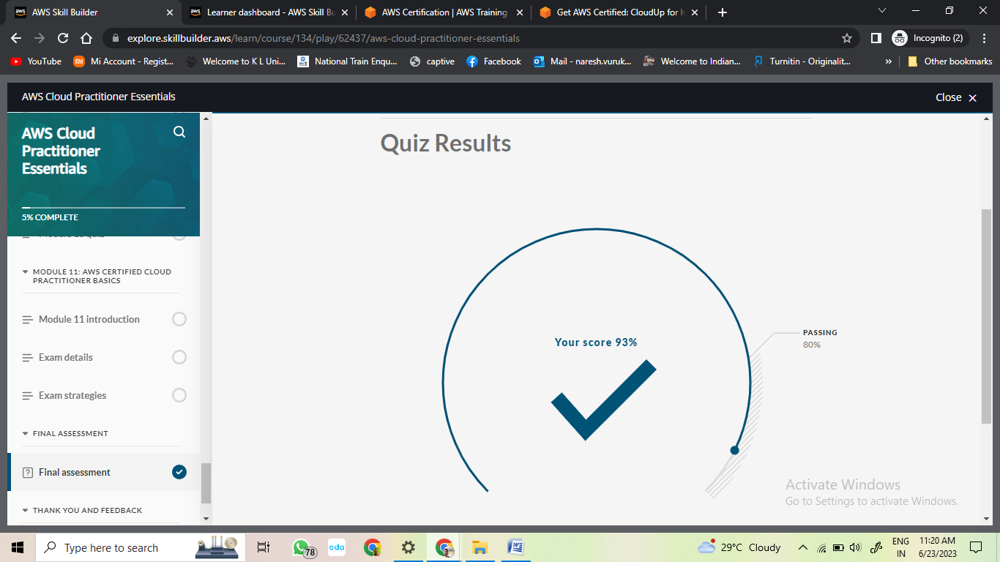 AWS Skill Builder
Learner dashboard - AWS Skill Bu
AWS Certification | AWS Training
Get AWS Certified: CloudUp for h
explore.skillbuilder.aws/learn/course/134/play/62437/aws-cloud-practitioner-essentials
Incognito (2)
YouTube
Mi Account - Regist...
Welcome to K L Uni...
National Train Enqu...
captive
Facebook
Mail - naresh.vuruk...
Welcome to Indian...
Turnitin - Originalit...
»
Other bookmarks
AWS Cloud Practitioner Essentials
Close
AWS Cloud
Practitioner
Essentials
5% COMPLETE
MODULE 11: AWS CERTIFIED CLOUD
PRACTITIONER BASICS
Module 11 introduction
Exam details
Exam strategies
FINAL ASSESSMENT
Final assessment
THANK YOU AND FEEDBACK
Quiz Results
Your score 93%
PASSING
80%
Activate Windows
Go to Settings to activate Windows.
Type here to search
78
cda
29°C Cloudy
ENG
IN
11:20 AM
6/23/2023